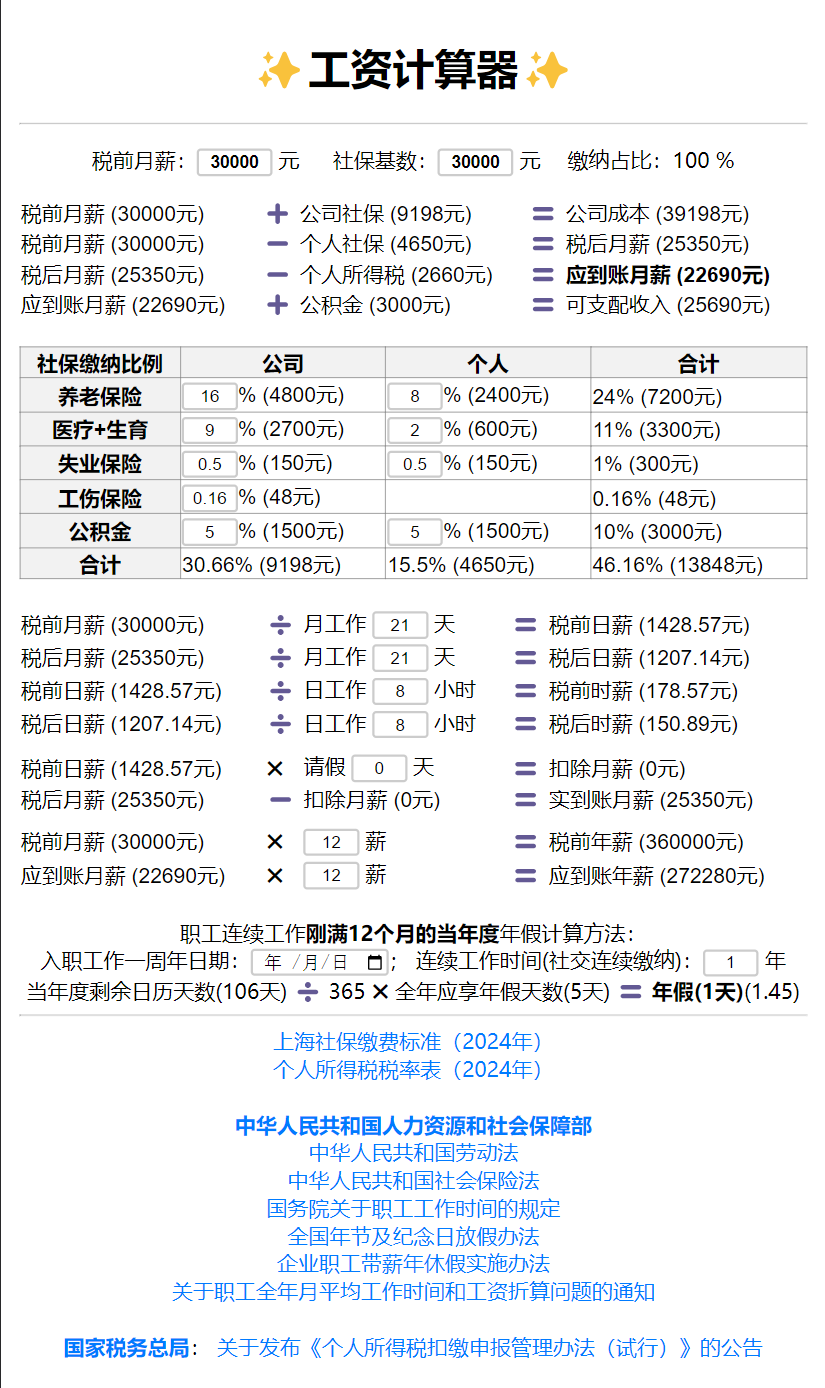 ✨工资计算器✨
税前月薪： 30000 元 社保基数： 30000 元 缴纳占比：100 %
税前月薪 (30000元) ➕ 公司社保 (9198元) = 公司成本 (39198元)
税前月薪 (30000元) ➖ 个人社保 (4650元) = 税后月薪 (25350元)
税后月薪 (25350元) ➖ 个人所得税 (2660元) = 应到账月薪 (22690元)
应到账月薪 (22690元) ➕ 公积金 (3000元) = 可支配收入 (25690元)
社保缴纳比例 公司 个人 合计
养老保险 16 % (4800元) 8 % (2400元) 24% (7200元)
医疗+生育 9 % (2700元) 2 % (600元) 11% (3300元)
失业保险 0.5 % (150元) 0.5 % (150元) 1% (300元)
工伤保险 0.16 % (48元) 0.16% (48元)
公积金 5 % (1500元) 5 % (1500元) 10% (3000元)
合计 30.66% (9198元) 15.5% (4650元) 46.16% (13848元)
税前月薪 (30000元) ➗ 月工作 21 天 = 税前日薪 (1428.57元)
税后月薪 (25350元) ➗ 月工作 21 天 = 税后日薪 (1207.14元)
税前日薪 (1428.57元) ➗ 日工作 8 小时 = 税前时薪 (178.57元)
税后日薪 (1207.14元) ➗ 日工作 8 小时 = 税后时薪 (150.89元)
税前日薪 (1428.57元) ✕ 请假 0 天 = 扣除月薪 (0元)
税后月薪 (25350元) ➖ 扣除月薪 (0元) = 实到账月薪 (25350元)
税前月薪 (30000元) ✕ 12 薪 = 税前年薪 (360000元)
应到账月薪 (22690元) ✕ 12 薪 = 应到账年薪 (272280元)
职工连续工作刚满12个月的当年度年假计算方法：
入职工作一周年日期： 年 /月/日 ； 连续工作时间(社交连续缴纳)： 1 年
当年度剩余日历天数(106天) ➗ 365 ✕ 全年应享年假天数(5天) = 年假(1天)(1.45)
上海社保缴费标准（2024年）
个人所得税税率表（2024年）
中华人民共和国人力资源和社会保障部
中华人民共和国劳动法
中华人民共和国社会保险法
国务院关于职工工作时间的规定
全国年节及纪念日放假办法
企业职工带薪年休假实施办法
关于职工全年月平均工作时间和工资折算问题的通知
国家税务总局： 关于发布《个人所得税扣缴申报管理办法（试行）》的公告